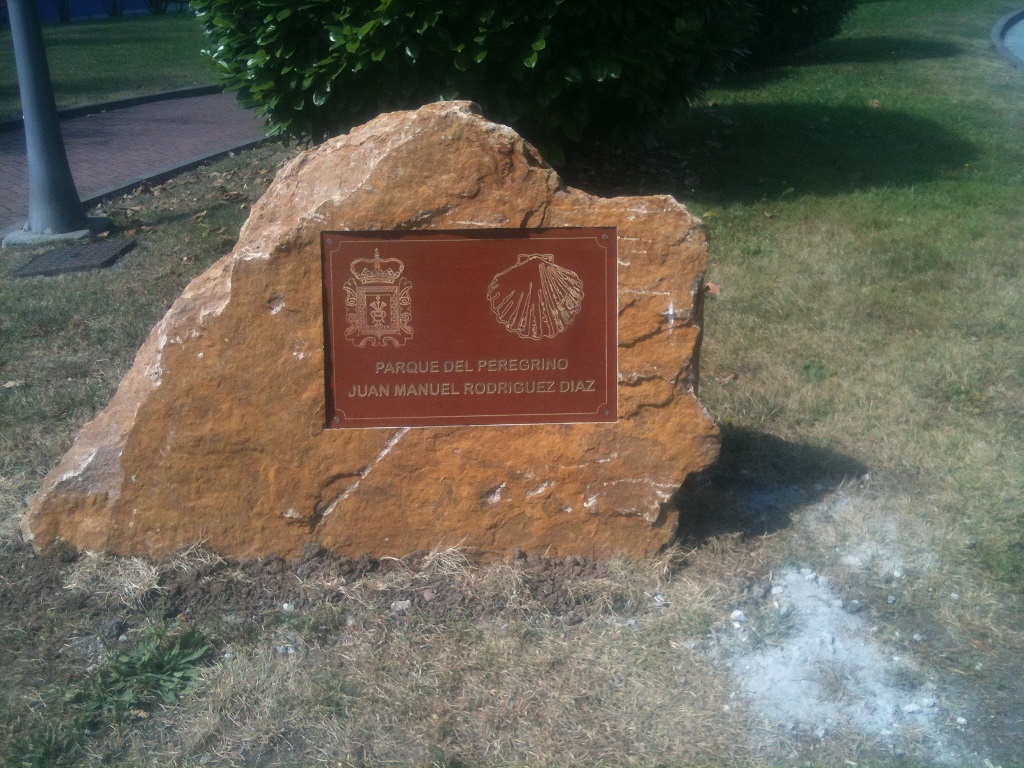 PARQUE DEL PEREGRINO
JUAN MANUEL RODRIGUEZ DIAZ